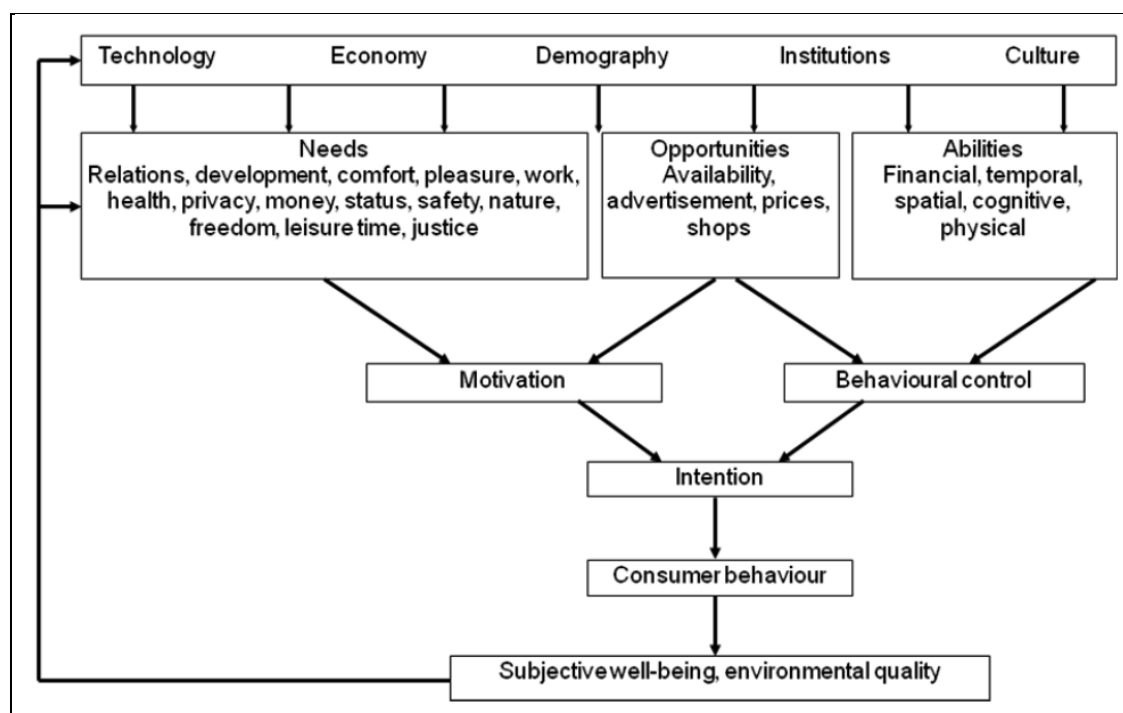 Technology Economy Demography Institutions Culture
Needs
Relations, development, comfort, pleasure, work,
health, privacy, money, status, safety, nature,
freedom, leisure time, justice
Opportunities
Availability,
advertisement, prices,
shops
Abilities
Financial, temporal,
spatial, cognitive,
physical
Motivation
Behavioural control
Intention
Consumer behaviour
Subjective well-being, environmental quality